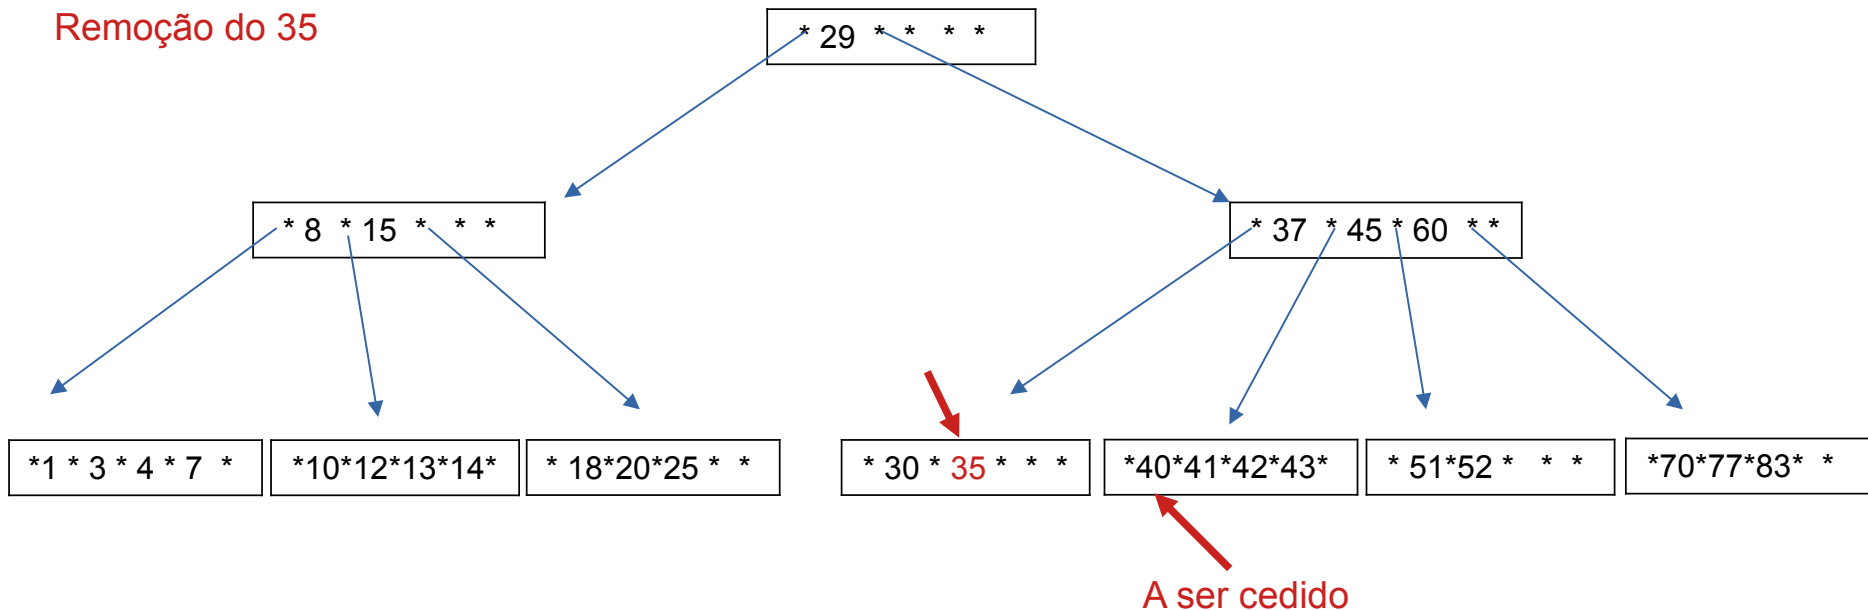 Remoção do 35
* 29 * * * *
* 8 * 15 * * *
* 37 * 45 * 60 * *
*1 * 3 * 4 * 7 *
*10*12*13*14*
* 18*20*25 * *
* 30 * 35 * * *
*40*41*42*43*
* 51*52 * * *
*70*77*83* *
A ser cedido